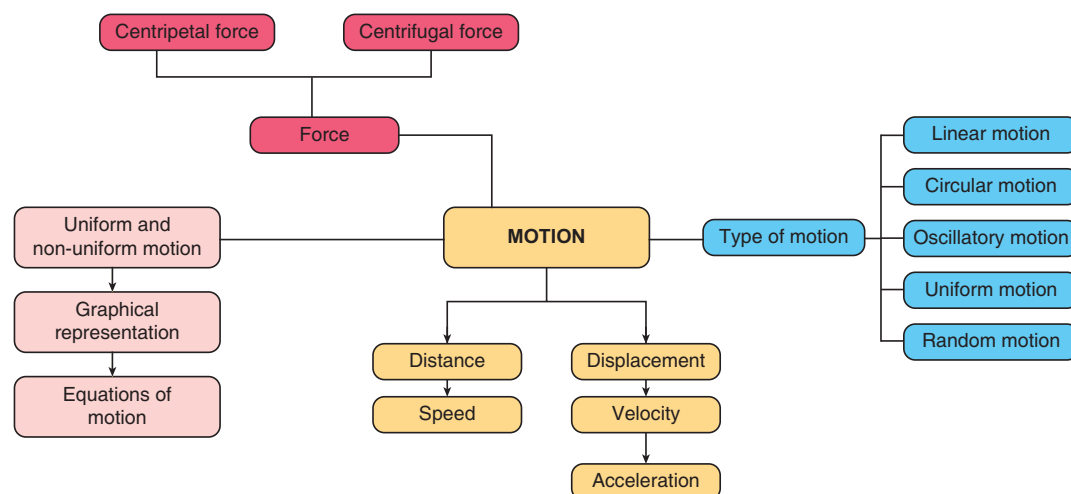 Centripetal force
Centrifugal force
Force
Linear motion
Circular motion
Oscillatory motion
Uniform motion
Random motion
Type of motion
MOTION
Uniform and
non-uniform motion
Graphical
representation
Equations of
motion
Distance
Speed
Displacement
Velocity
Acceleration